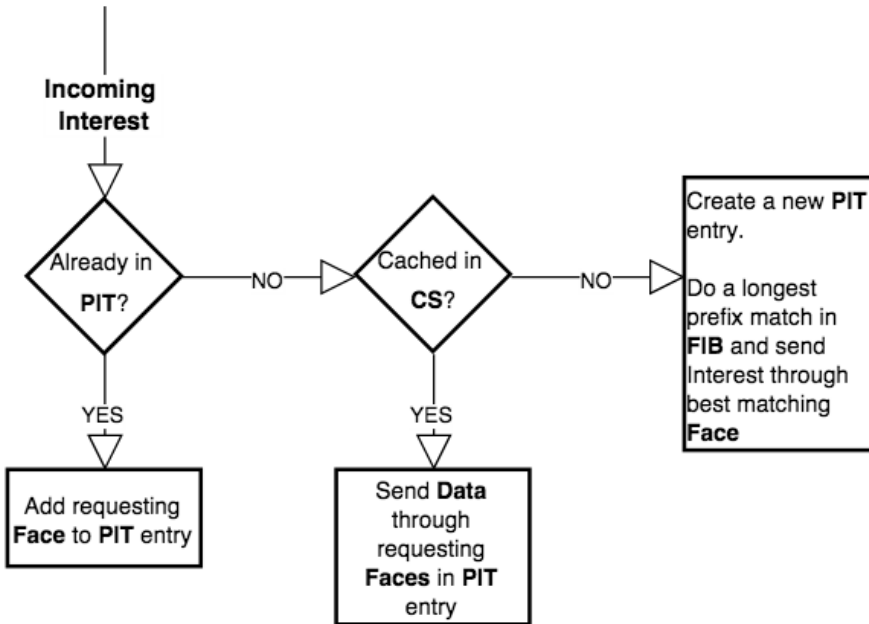 Incoming
Interest
Already in
PIT?
NO
Cached in
CS?
NO
Create a new PIT
entry.
Do a longest
prefix match in
FIB and send
Interest through
best matching
Face
YES
Add requesting
Face to PIT entry
YES
Send Data
through
requesting
Faces in PIT
entry